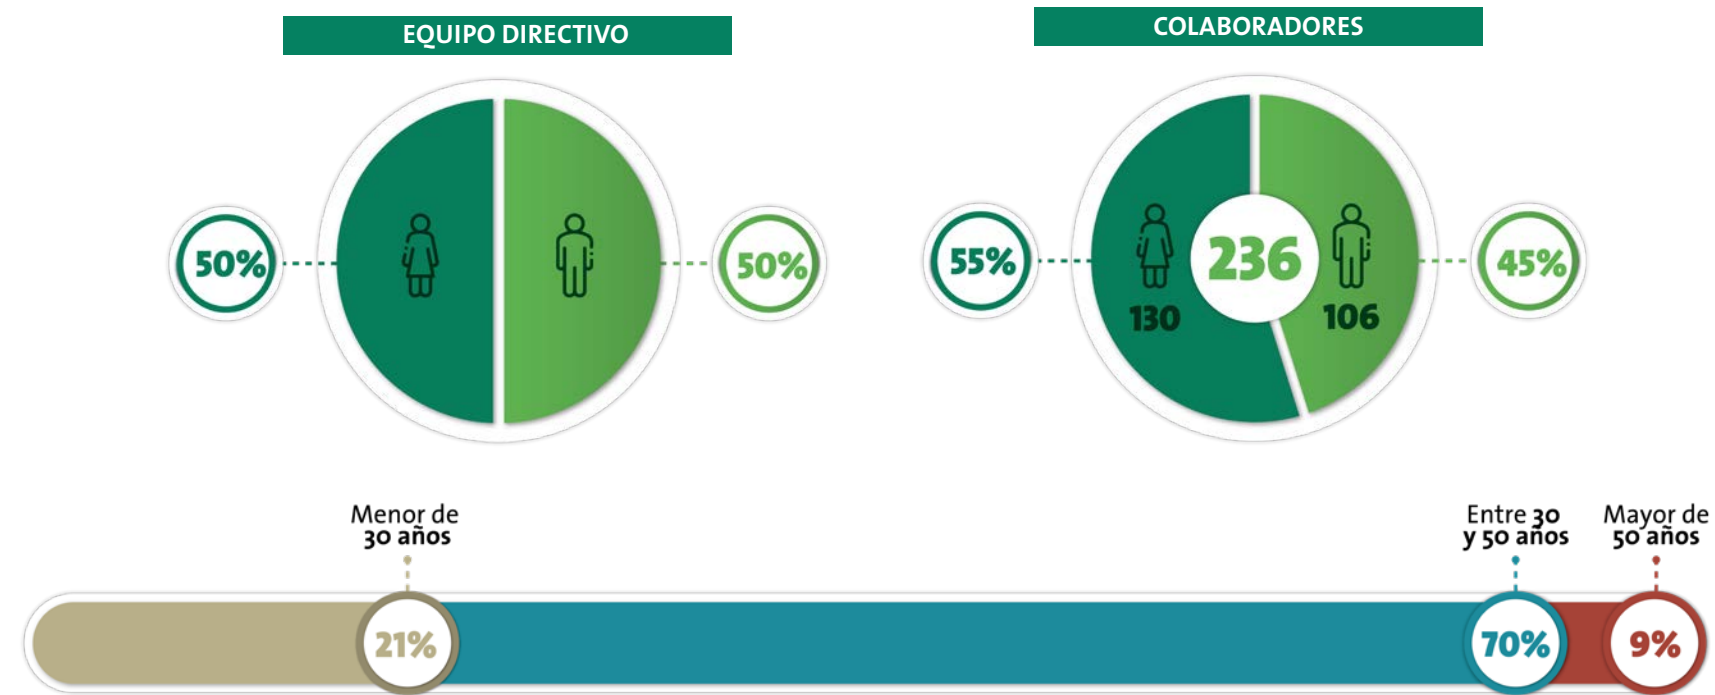 EQUIPO DIRECTIVO
50%
50%
COLABORADORES
55%
236
130
106
45%
Menor de
30 años
21%
Entre 30
y 50 años
70%
Mayor de
50 años
9%